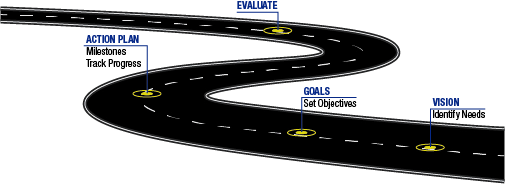 EVALUATE
ACTION PLAN
Milestones
Track Progress
GOALS
Set Objectives
VISION
Identify Needs